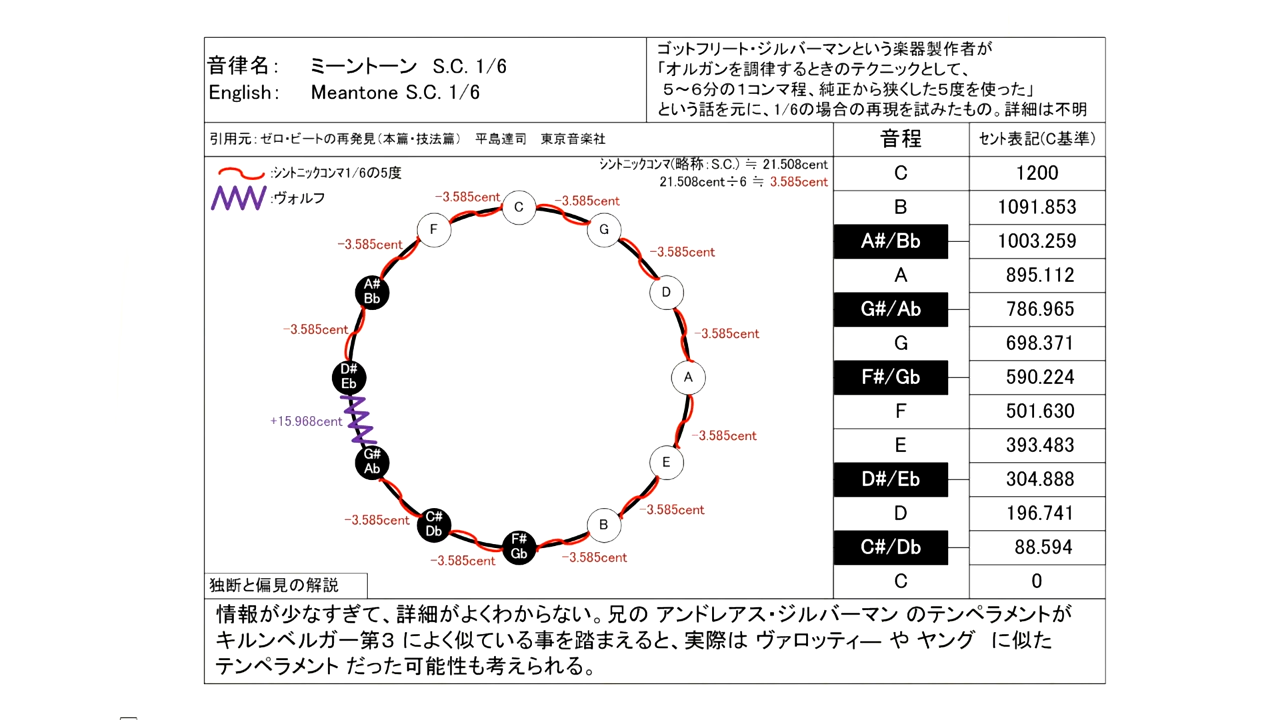 音律名： ミーントーン S.C. 1/6
English： Meantone S.C. 1/6
ゴットフリート・ジルバーマンという楽器製作者が
「オルガンを調律するときのテクニックとして、
５～６分の１コンマ程、純正から狭くした５度を使った」
という話を元に、1/6の場合の再現を試みたもの。詳細は不明
引用元：ゼロ・ビートの再発見（本篇・技法篇） 平島達司 東京音楽社
音程
セント表記(C基準)
:シントニックコンマ1/6の5度
:ヴォルフ
シントニックコンマ(略称：S.C.) ≒ 21.508cent
21.508cent÷6 ≒ 3.585cent
-3.585cent
C
-3.585cent
F
G
-3.585cent
-3.585cent
A#
Bb
D
-3.585cent
-3.585cent
D#
Eb
A
+15.968cent
-3.585cent
G#
Ab
E
-3.585cent
-3.585cent
C#
Db
B
F#
Gb
-3.585cent
-3.585cent
C 1200
B 1091.853
A#/Bb 1003.259
A 895.112
G#/Ab 786.965
G 698.371
F#/Gb 590.224
F 501.630
E 393.483
D#/Eb 304.888
D 196.741
C#/Db 88.594
C 0
独断と偏見の解説
情報が少なすぎて、詳細がよくわからない。兄の アンドレアス・ジルバーマン のテンペラメントが
キルンベルガー第３ によく似ている事を踏まえると、実際は ヴァロッティ― や ヤング に似た
テンペラメント だった可能性も考えられる。